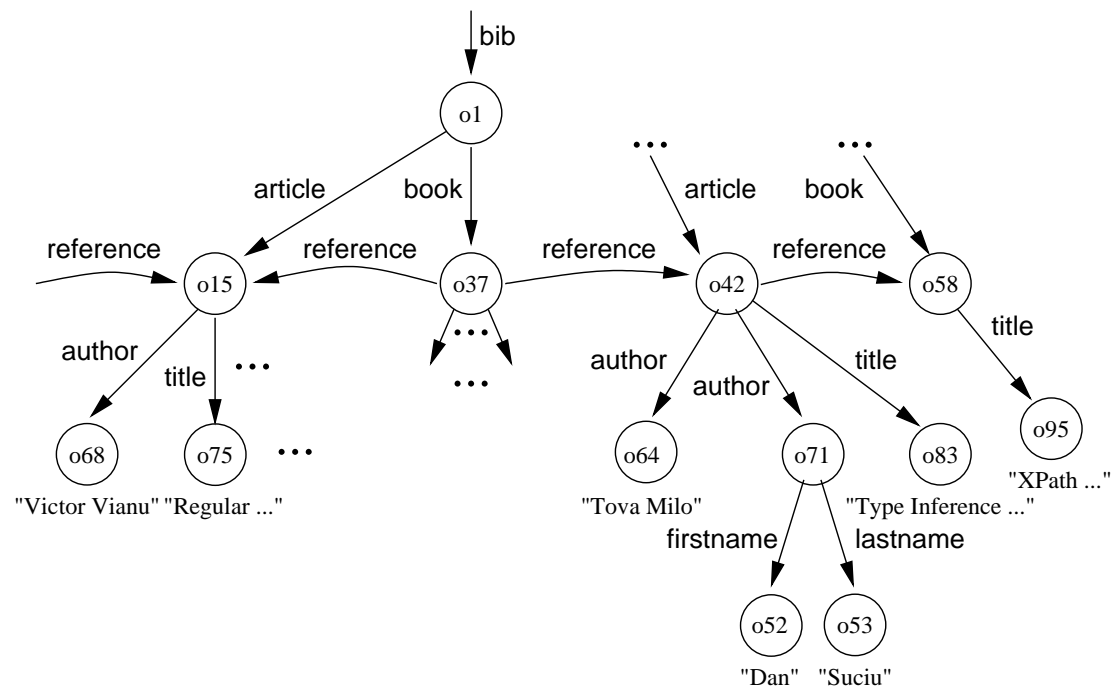 bib
o1
... ...
article book article book
reference reference reference reference
o15 o37 o42 o58
...
author title ... author author title title
...
o68 o75 ... o64 o71 o83 o95
"Victor Vianu" "Regular ..." "Tova Milo" "Type Inference ..." "XPath ..."
firstname lastname
o52 o53
"Dan" "Suciu"